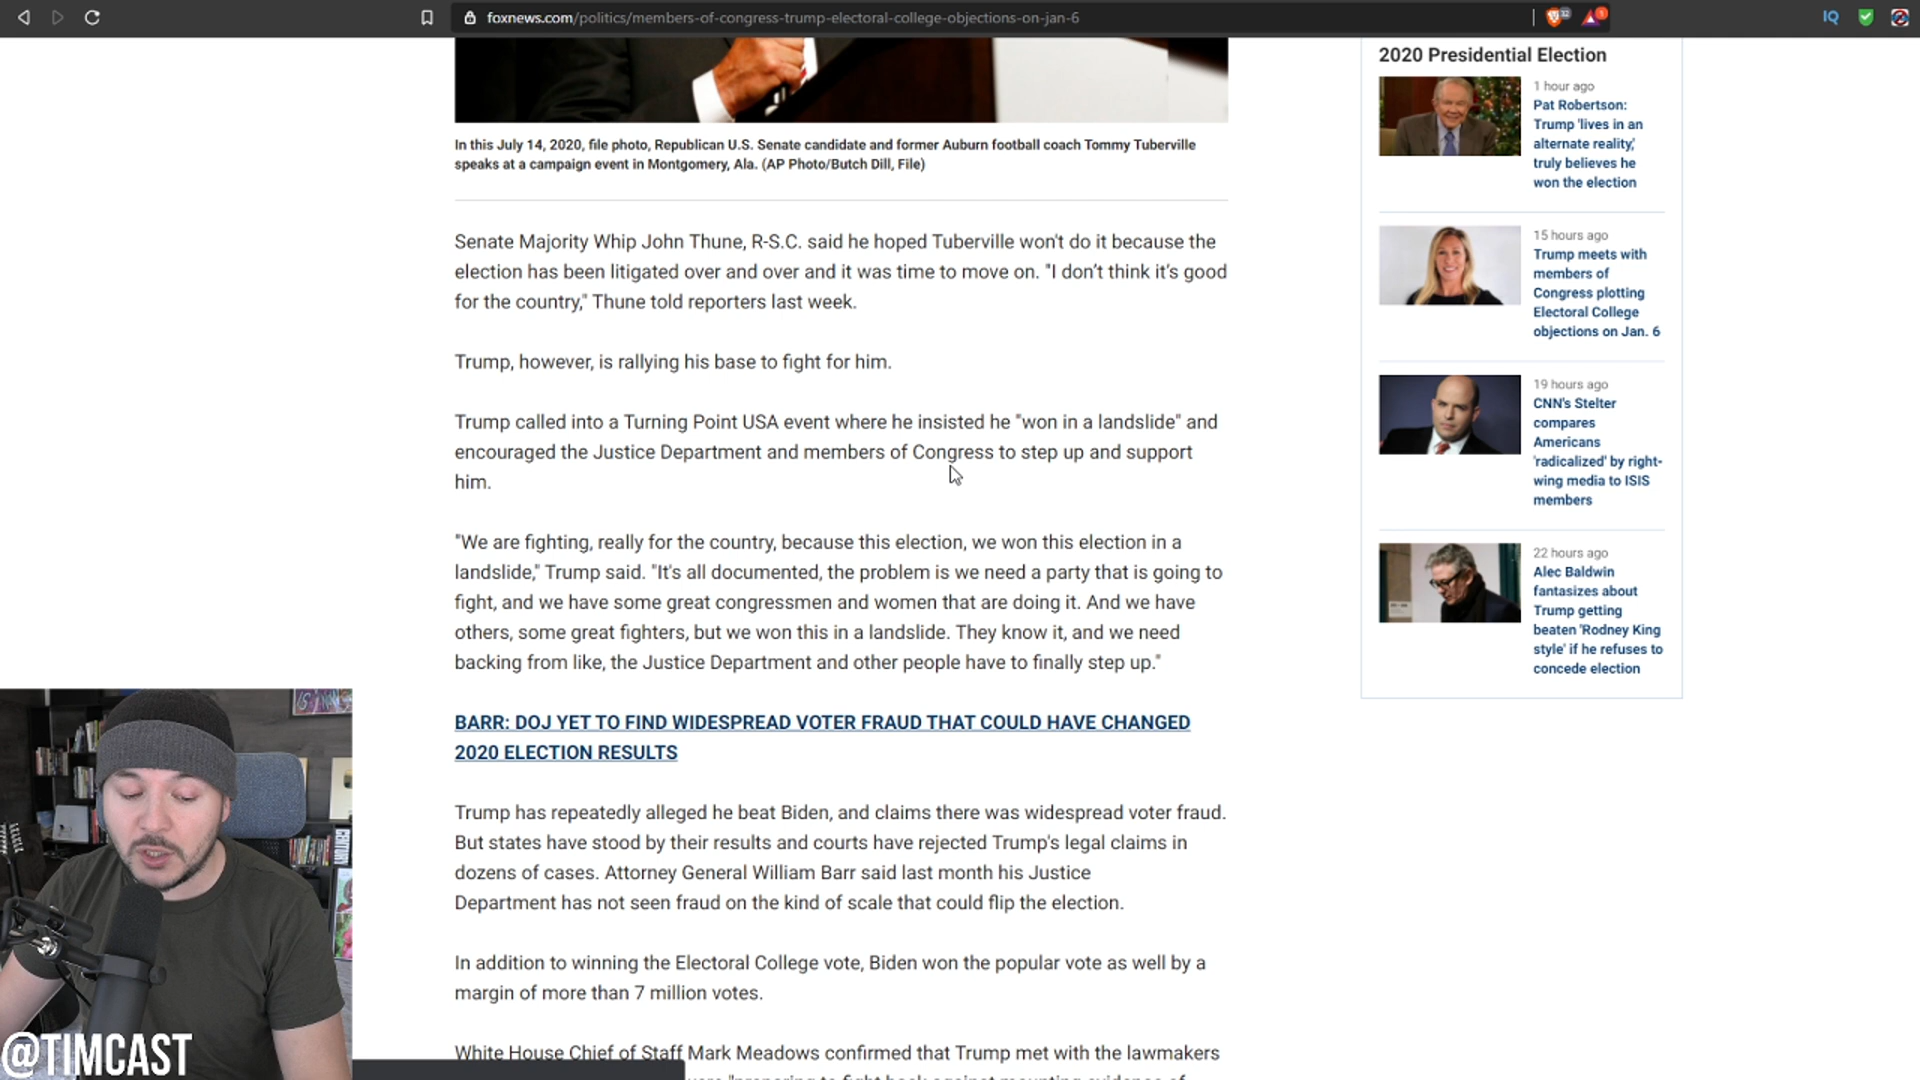 foxnews.com/politics/members-of-congress-trump-electoral-college-objections-on-jan-6
IQ
In this July 14, 2020, file photo, Republican U.S. Senate candidate and former Auburn football coach Tommy Tuberville
speaks at a campaign event in Montgomery, Ala. (AP Photo/Butch Dill, File)
Senate Majority Whip John Thune, R-S.C. said he hoped Tuberville won't do it because the
election has been litigated over and over and it was time to move on. "I don’t think it’s good
for the country," Thune told reporters last week.
Trump, however, is rallying his base to fight for him.
Trump called into a Turning Point USA event where he insisted he "won in a landslide" and
encouraged the Justice Department and members of Congress to step up and support
him.
"We are fighting, really for the country, because this election, we won this election in a
landslide," Trump said. "It's all documented, the problem is we need a party that is going to
fight, and we have some great congressmen and women that are doing it. And we have
others, some great fighters, but we won this in a landslide. They know it, and we need
backing from like, the Justice Department and other people have to finally step up."
BARR: DOJ YET TO FIND WIDESPREAD VOTER FRAUD THAT COULD HAVE CHANGED
2020 ELECTION RESULTS
Trump has repeatedly alleged he beat Biden, and claims there was widespread voter fraud.
But states have stood by their results and courts have rejected Trump's legal claims in
dozens of cases. Attorney General William Barr said last month his Justice
Department has not seen fraud on the kind of scale that could flip the election.
In addition to winning the Electoral College vote, Biden won the popular vote as well by a
margin of more than 7 million votes.
White House Chief of Staff Mark Meadows confirmed that Trump met with the lawmakers
"preparing to fight back against mounting evidence of
2020 Presidential Election
1 hour ago
Pat Robertson:
Trump 'lives in an
alternate reality,'
truly believes he
won the election
15 hours ago
Trump meets with
members of
Congress plotting
Electoral College
objections on Jan. 6
19 hours ago
CNN's Stelter
compares
Americans
'radicalized' by right-
wing media to ISIS
members
22 hours ago
Alec Baldwin
fantasizes about
Trump getting
beaten 'Rodney King
style' if he refuses to
concede election
@TIMCAST